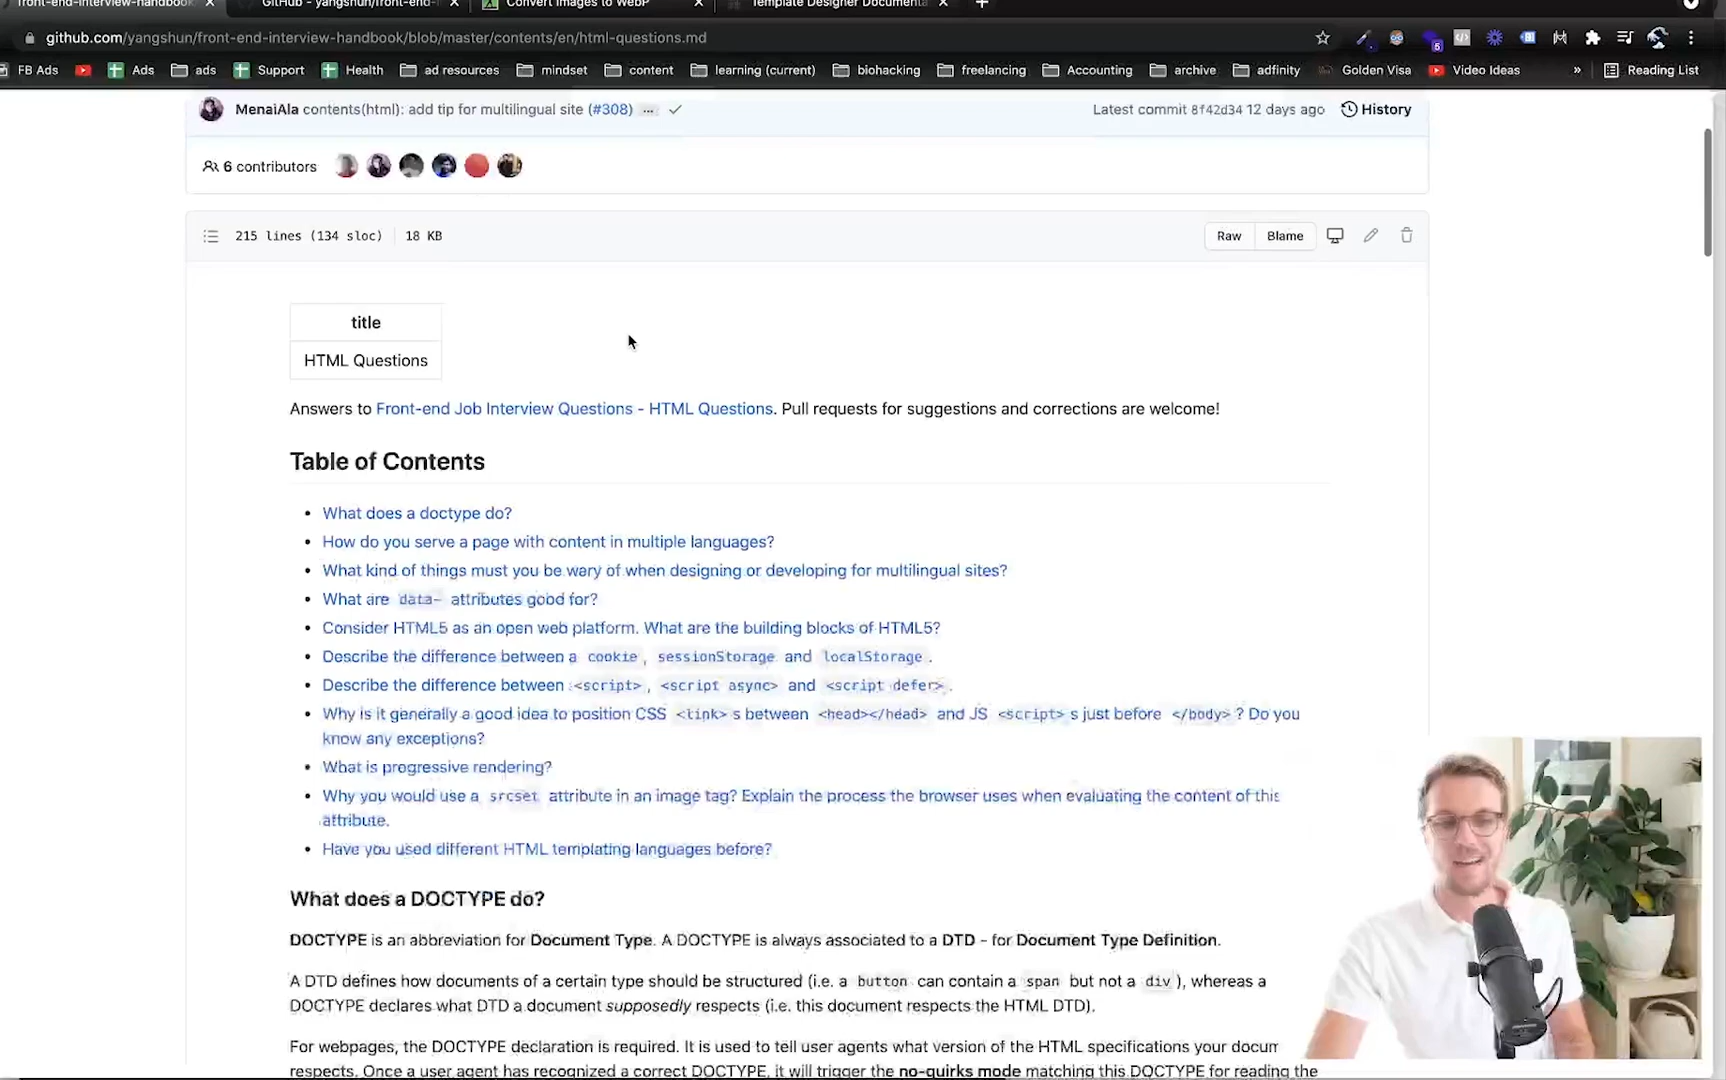 front-end-interview-handbook
GitHub - yangshun/front-end-i
Convert Images to WebP
Template Designer Documenta
github.com/yangshun/front-end-interview-handbook/blob/master/contents/en/html-questions.md
5
FB Ads Ads ads Support Health ad resources mindset content learning (current) biohacking freelancing Accounting archive adfinity Golden Visa Video Ideas » Reading List
MenaiAla contents(html): add tip for multilingual site (#308) ... Latest commit 8f42d34 12 days ago History
6 contributors
215 lines (134 sloc) 18 KB Raw Blame
title
HTML Questions
Answers to Front-end Job Interview Questions - HTML Questions. Pull requests for suggestions and corrections are welcome!
Table of Contents
• What does a doctype do?
• How do you serve a page with content in multiple languages?
• What kind of things must you be wary of when designing or developing for multilingual sites?
• What are data- attributes good for?
• Consider HTML5 as an open web platform. What are the building blocks of HTML5?
• Describe the difference between a cookie, sessionStorage and localStorage.
• Describe the difference between <script>, <script async> and <script defer>.
• Why is it generally a good idea to position CSS <link>s between <head></head> and JS <script>s just before </body>? Do you
know any exceptions?
• What is progressive rendering?
• Why you would use a srcset attribute in an image tag? Explain the process the browser uses when evaluating the content of this
attribute.
• Have you used different HTML templating languages before?
What does a DOCTYPE do?
DOCTYPE is an abbreviation for Document Type. A DOCTYPE is always associated to a DTD - for Document Type Definition.
A DTD defines how documents of a certain type should be structured (i.e. a button can contain a span but not a div), whereas a
DOCTYPE declares what DTD a document supposedly respects (i.e. this document respects the HTML DTD).
For webpages, the DOCTYPE declaration is required. It is used to tell user agents what version of the HTML specifications your docum
respects. Once a user agent has recognized a correct DOCTYPE, it will trigger the no-quirks mode matching this DOCTYPE for reading the